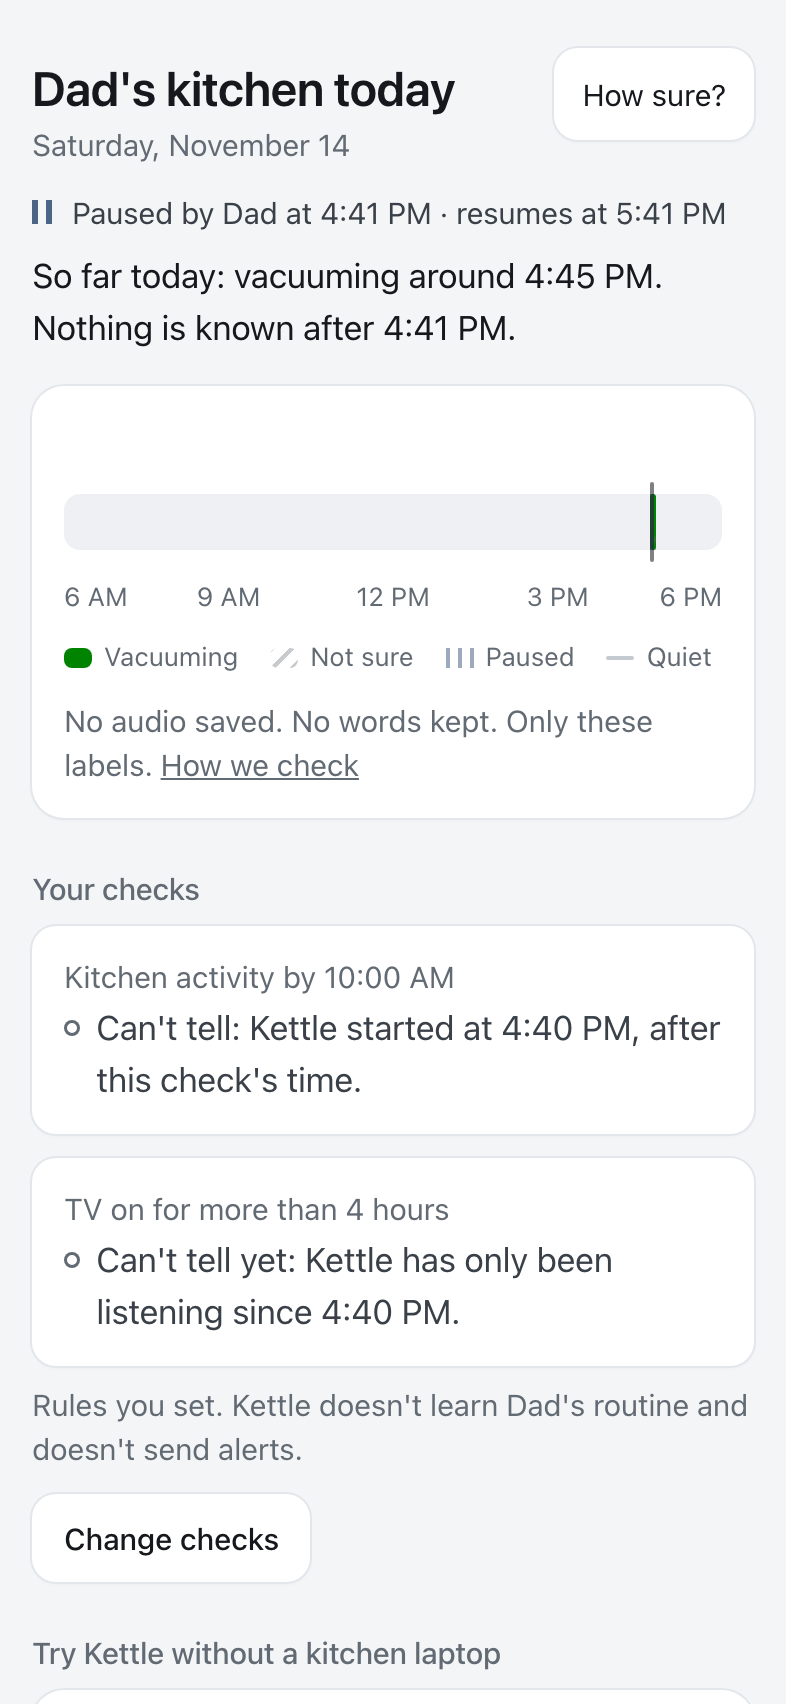 Dad's kitchen today
How sure?
Saturday, November 14
Paused by Dad at 4:41 PM · resumes at 5:41 PM
So far today: vacuuming around 4:45 PM.
Nothing is known after 4:41 PM.
6 AM 9 AM 12 PM 3 PM 6 PM
Vacuuming Not sure Paused Quiet
No audio saved. No words kept. Only these
labels. How we check
Your checks
Kitchen activity by 10:00 AM
Can't tell: Kettle started at 4:40 PM, after
this check's time.
TV on for more than 4 hours
Can't tell yet: Kettle has only been
listening since 4:40 PM.
Rules you set. Kettle doesn't learn Dad's routine and
doesn't send alerts.
Change checks
Try Kettle without a kitchen laptop